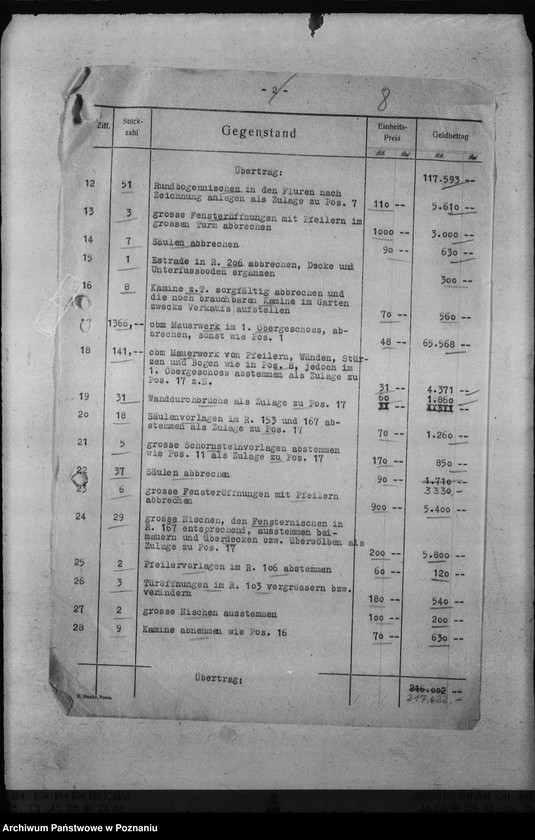 - 2 -
8
Ziff. Stück-zahl Gegenstand Einheits-Preis Geldbetrag
Übertrag: 117.593 --
12 51 Rundbogennischen in den Fluren nach
Zeichnung anlegen als Zulage zu Pos. 7 110 -- 5.610 --
13 3 grosse Fensteröffnungen mit Pfeilern im
grossen Turm abbrechen 1000 -- 3.000 --
14 7 Säulen abbrechen 90 -- 630 --
15 1 Estrade in R. 206 abbrechen, Decke und
Unterfussboden ergänzen 300 --
16 8 Kamine z.T. sorgfältig abbrechen und
die noch brauchbaren Kamine im Garten
zwecks Verkaufs aufstellen 70 -- 560 --
17 1366,-- cbm Mauerwerk im 1. Obergeschoss, ab-
brechen, sonst wie Pos. 1 48 -- 65.568 --
18 141,-- cbm Mauerwerk von Pfeilern, Wänden, Stür-
zen und Bogen wie in Pos. 8, jedoch im
1. Obergeschoss abstemmen als Zulage zu
Pos. 17 z.N. 31 -- 4.371 --
19 31 Wanddurchbrüche als Zulage zu Pos. 17 60 -- 1.860 --
20 18 Säulenvorlagen im R. 153 und 167 ab-
stemmen als Zulage zu Pos. 17 70 -- 1.260 --
21 5 grosse Schornsteinvorlagen abstemmen
wie Pos. 11 als Zulage zu Pos. 17 170 -- 850 --
22 37 Säulen abbrechen 90 -- 1.710 --
3330,-
23 6 grosse Fensteröffnungen mit Pfeilern
abbrechen 900 -- 5.400 --
24 29 grosse Nischen, den Fensternischen in
R. 167 entsprechend, ausstemmen bei-
mauern und überdecken bzw. überwölben als
Zulage zu Pos. 17 200 -- 5.800 --
25 2 Pfeilervorlagen im R. 106 abstemmen 60 -- 120 --
26 3 Türöffnungen im R. 103 vergrössern bzw.
verändern 180 -- 540 --
27 2 grosse Nischen ausstemmen 100 -- 200 --
28 9 Kamine abnehmen wie Pos. 16 70 -- 630 --
Übertrag: 216.002 --
217.622,-
Archiwum Państwowe w Poznaniu